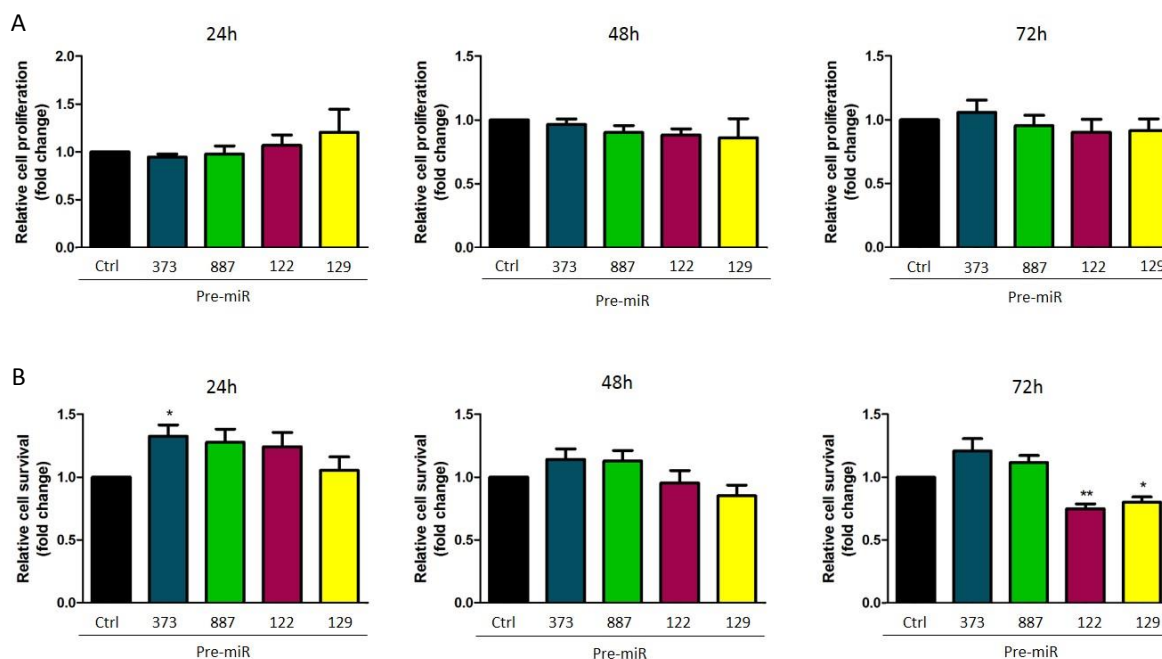 A
24h
Relative cell proliferation
(fold change)
2.0
1.5
1.0
0.5
0.0
Ctrl 373 887 122 129
Pre-miR
48h
Relative cell proliferation
(fold change)
1.5
1.0
0.5
0.0
Ctrl 373 887 122 129
Pre-miR
72h
Relative cell proliferation
(fold change)
1.5
1.0
0.5
0.0
Ctrl 373 887 122 129
Pre-miR
B
24h
Relative cell survival
(fold change)
1.5
1.0
0.5
0.0
*
Ctrl 373 887 122 129
Pre-miR
48h
Relative cell survival
(fold change)
1.5
1.0
0.5
0.0
Ctrl 373 887 122 129
Pre-miR
72h
Relative cell survival
(fold change)
1.5
1.0
0.5
0.0
** *
Ctrl 373 887 122 129
Pre-miR